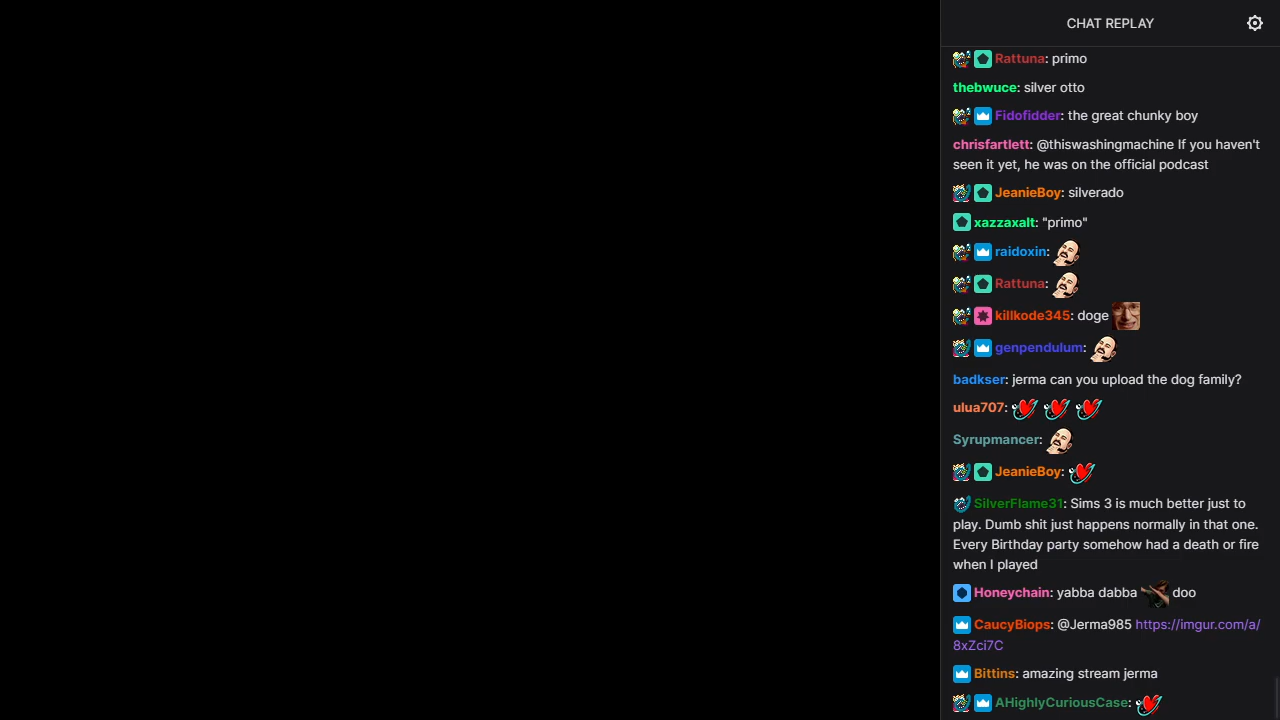 CHAT REPLAY
Rattuna: primo
thebwuce: silver otto
Fidofidder: the great chunky boy
chrisfartlett: @thiswashingmachine If you haven't
seen it yet, he was on the official podcast
JeanieBoy: silverado
xazzaxalt: "primo"
raidoxin:
Rattuna:
killkode345: doge
genpendulum:
badkser: jerma can you upload the dog family?
ulua707:
Syrupmancer:
JeanieBoy:
SilverFlame31: Sims 3 is much better just to
play. Dumb shit just happens normally in that one.
Every Birthday party somehow had a death or fire
when I played
Honeychain: yabba dabba doo
CaucyBiops: @Jerma985 https://imgur.com/a/
8xZci7C
Bittins: amazing stream jerma
AHighlyCuriousCase: